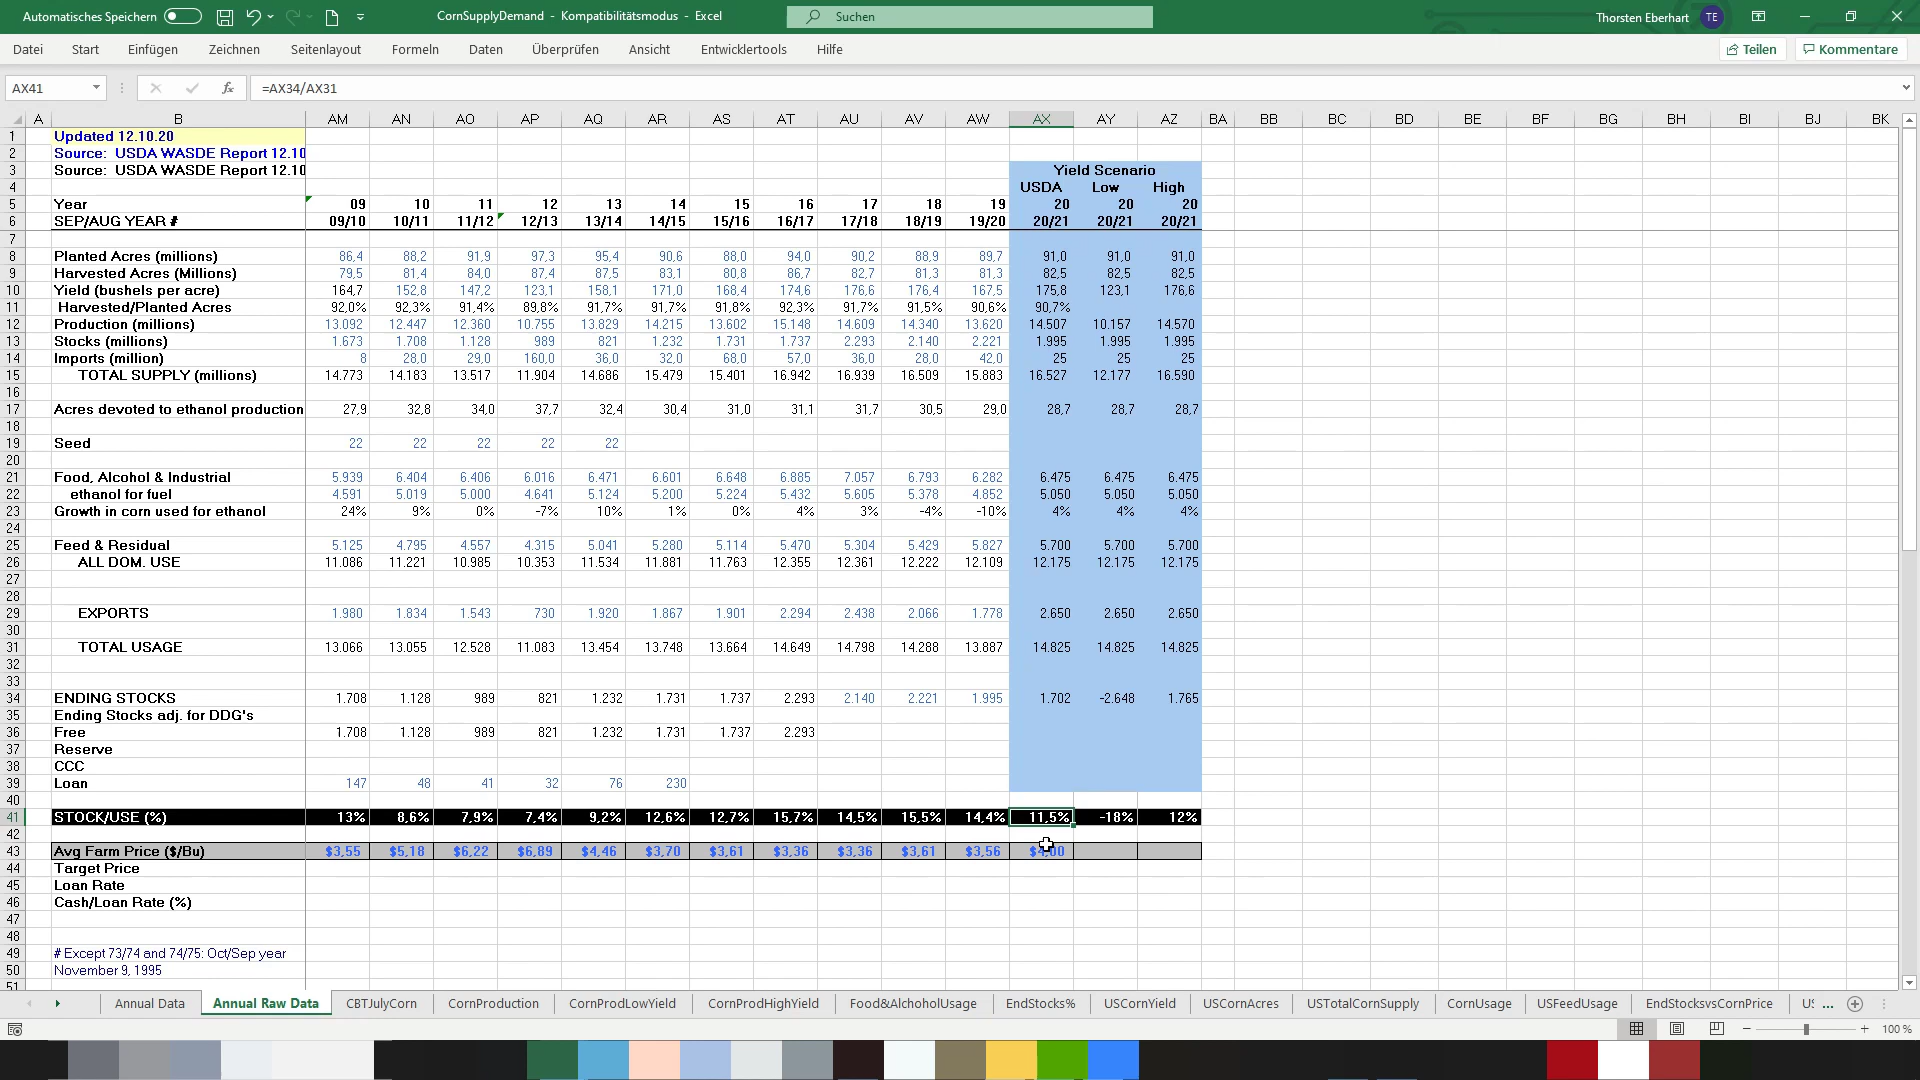 Automatisches Speichern CornSupplyDemand - Kompatibilitätsmodus - Excel Suchen Thorsten Eberhart TE
Datei Start Einfügen Zeichnen Seitenlayout Formeln Daten Überprüfen Ansicht Entwicklertools Hilfe Teilen Kommentare
AX41 fx =AX34/AX31
A B AM AN AO AP AQ AR AS AT AU AV AW AX AY AZ BA BB BC BD BE BF BG BH BI BJ BK
1 Updated 12.10.20
2 Source: USDA WASDE Report 12.10
3 Source: USDA WASDE Report 12.10 Yield Scenario
4 USDA Low High
5 Year 09 10 11 12 13 14 15 16 17 18 19 20 20 20
6 SEP/AUG YEAR # 09/10 10/11 11/12 12/13 13/14 14/15 15/16 16/17 17/18 18/19 19/20 20/21 20/21 20/21
7
8 Planted Acres (millions) 86,4 88,2 91,9 97,3 95,4 90,6 88,0 94,0 90,2 88,9 89,7 91,0 91,0 91,0
9 Harvested Acres (Millions) 79,5 81,4 84,0 87,4 87,5 83,1 80,8 86,7 82,7 81,3 81,3 82,5 82,5 82,5
10 Yield (bushels per acre) 164,7 152,8 147,2 123,1 158,1 171,0 168,4 174,6 176,6 176,4 167,5 175,8 123,1 176,6
11 Harvested/Planted Acres 92,0% 92,3% 91,4% 89,8% 91,7% 91,7% 91,8% 92,3% 91,7% 91,5% 90,6% 90,7%
12 Production (millions) 13.092 12.447 12.360 10.755 13.829 14.215 13.602 15.148 14.609 14.340 13.620 14.507 10.157 14.570
13 Stocks (millions) 1.673 1.708 1.128 989 821 1.232 1.731 1.737 2.293 2.140 2.221 1.995 1.995 1.995
14 Imports (million) 8 28,0 29,0 160,0 36,0 32,0 68,0 57,0 36,0 28,0 42,0 25 25 25
15 TOTAL SUPPLY (millions) 14.773 14.183 13.517 11.904 14.686 15.479 15.401 16.942 16.939 16.509 15.883 16.527 12.177 16.590
16
17 Acres devoted to ethanol production 27,9 32,8 34,0 37,7 32,4 30,4 31,0 31,1 31,7 30,5 29,0 28,7 28,7 28,7
18
19 Seed 22 22 22 22 22
20
21 Food, Alcohol & Industrial 5.939 6.404 6.406 6.016 6.471 6.601 6.648 6.885 7.057 6.793 6.282 6.475 6.475 6.475
22 ethanol for fuel 4.591 5.019 5.000 4.641 5.124 5.200 5.224 5.432 5.605 5.378 4.852 5.050 5.050 5.050
23 Growth in corn used for ethanol 24% 9% 0% -7% 10% 1% 0% 4% 3% -4% -10% 4% 4% 4%
24
25 Feed & Residual 5.125 4.795 4.557 4.315 5.041 5.280 5.114 5.470 5.304 5.429 5.827 5.700 5.700 5.700
26 ALL DOM. USE 11.086 11.221 10.985 10.353 11.534 11.881 11.763 12.355 12.361 12.222 12.109 12.175 12.175 12.175
27
28
29 EXPORTS 1.980 1.834 1.543 730 1.920 1.867 1.901 2.294 2.438 2.066 1.778 2.650 2.650 2.650
30
31 TOTAL USAGE 13.066 13.055 12.528 11.083 13.454 13.748 13.664 14.649 14.798 14.288 13.887 14.825 14.825 14.825
32
33
34 ENDING STOCKS 1.708 1.128 989 821 1.232 1.731 1.737 2.293 2.140 2.221 1.995 1.702 -2.648 1.765
35 Ending Stocks adj. for DDG's
36 Free 1.708 1.128 989 821 1.232 1.731 1.737 2.293
37 Reserve
38 CCC
39 Loan 147 48 41 32 76 230
40
41 STOCK/USE (%) 13% 8,6% 7,9% 7,4% 9,2% 12,6% 12,7% 15,7% 14,5% 15,5% 14,4% 11,5% -18% 12%
42
43 Avg Farm Price ($/Bu) $3,55 $5,18 $6,22 $6,89 $4,46 $3,70 $3,61 $3,36 $3,36 $3,61 $3,56 $4,00
44 Target Price
45 Loan Rate
46 Cash/Loan Rate (%)
47
48
49 # Except 73/74 and 74/75: Oct/Sep year
50 November 9, 1995
51
Annual Data Annual Raw Data CBTJulyCorn CornProduction CornProdLowYield CornProdHighYield Food&AlchoholUsage EndStocks% USCornYield USCornAcres USTotalCornSupply CornUsage USFeedUsage EndStocksvsCornPrice ...
100 %